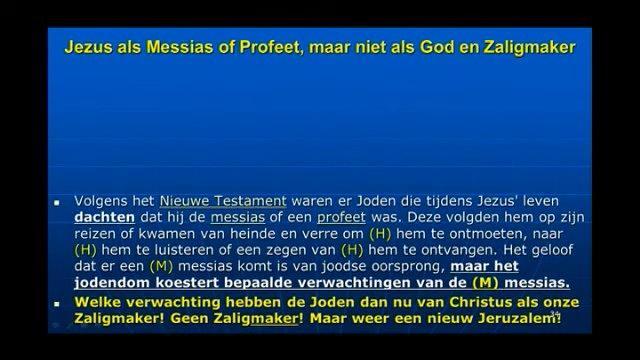 Jezus als Messias of Profeet, maar niet als God en Zaligmaker
▪ Volgens het Nieuwe Testament waren er Joden die tijdens Jezus' leven
dachten dat hij de messias of een profeet was. Deze volgden hem op zijn
reizen of kwamen van heinde en verre om (H) hem te ontmoeten, naar
(H) hem te luisteren of een zegen van (H) hem te ontvangen. Het geloof
dat er een (M) messias komt is van joodse oorsprong, maar het
jodendom koestert bepaalde verwachtingen van de (M) messias.
▪ Welke verwachting hebben de Joden dan nu van Christus als onze
Zaligmaker! Geen Zaligmaker! Maar weer een nieuw Jeruzalem!
34